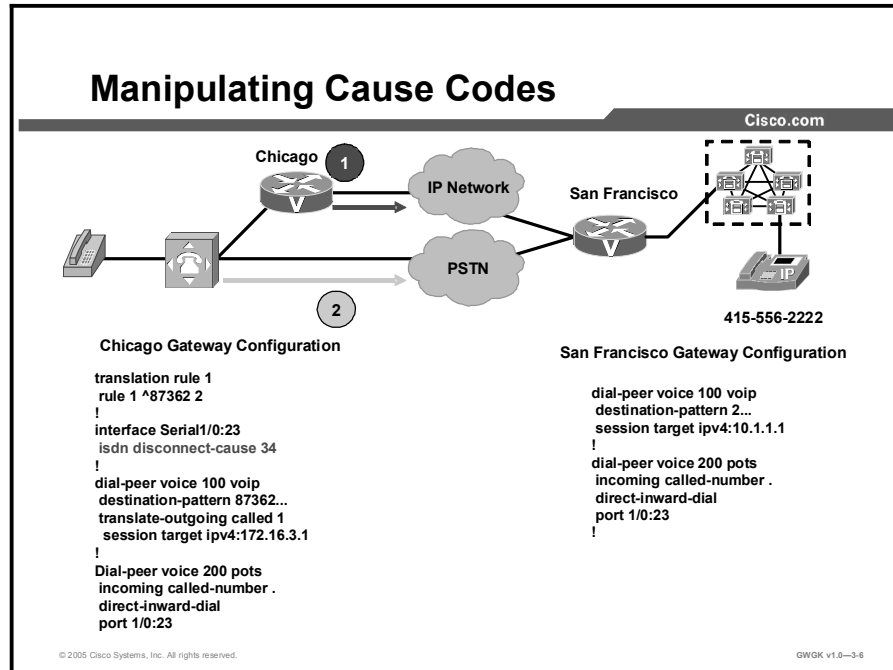 Manipulating Cause Codes
Cisco.com
Chicago
1
IP Network
San Francisco
V
V
PSTN
IP
2
415-556-2222
Chicago Gateway Configuration
San Francisco Gateway Configuration
translation rule 1
rule 1 ^87362 2
!
interface Serial1/0:23
isdn disconnect-cause 34
!
dial-peer voice 100 voip
destination-pattern 87362...
translate-outgoing called 1
session target ipv4:172.16.3.1
!
Dial-peer voice 200 pots
incoming called-number .
direct-inward-dial
port 1/0:23
dial-peer voice 100 voip
destination-pattern 2...
session target ipv4:10.1.1.1
!
dial-peer voice 200 pots
incoming called-number .
direct-inward-dial
port 1/0:23
!
© 2005 Cisco Systems, Inc. All rights reserved.
GWGK v1.0—3-6